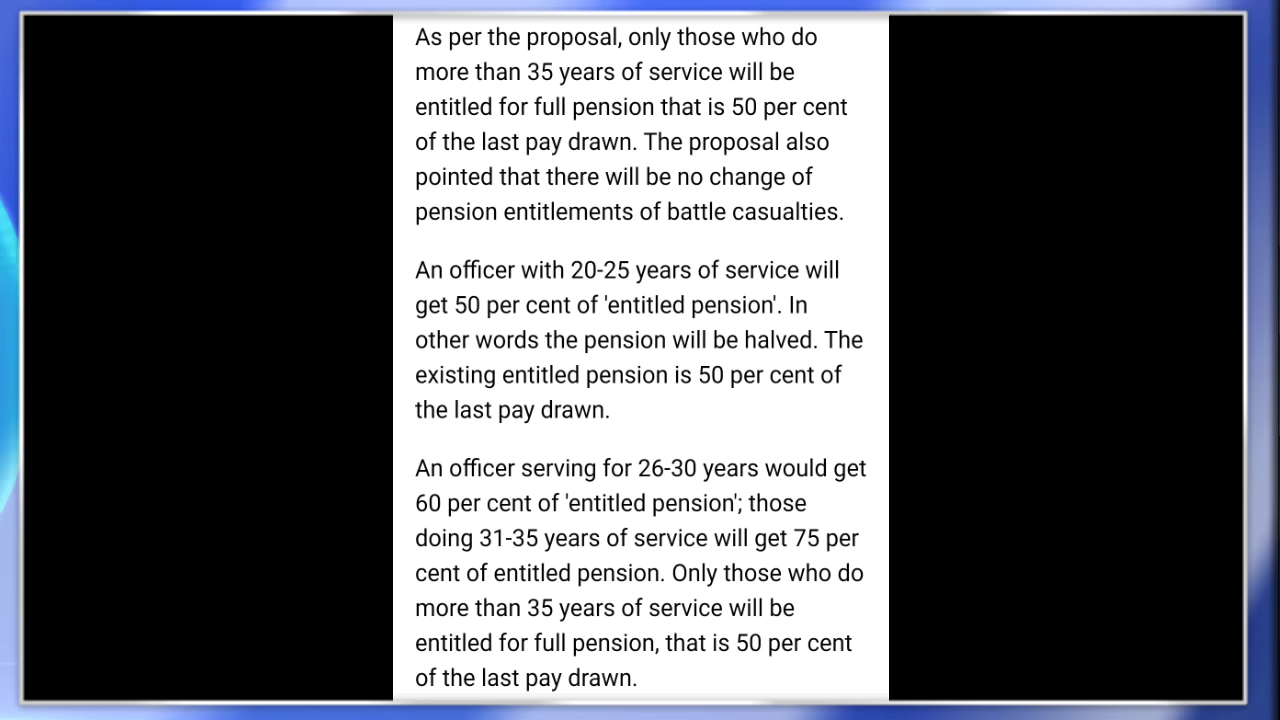 As per the proposal, only those who do
more than 35 years of service will be
entitled for full pension that is 50 per cent
of the last pay drawn. The proposal also
pointed that there will be no change of
pension entitlements of battle casualties.
An officer with 20-25 years of service will
get 50 per cent of 'entitled pension'. In
other words the pension will be halved. The
existing entitled pension is 50 per cent of
the last pay drawn.
An officer serving for 26-30 years would get
60 per cent of 'entitled pension'; those
doing 31-35 years of service will get 75 per
cent of entitled pension. Only those who do
more than 35 years of service will be
entitled for full pension, that is 50 per cent
of the last pay drawn.